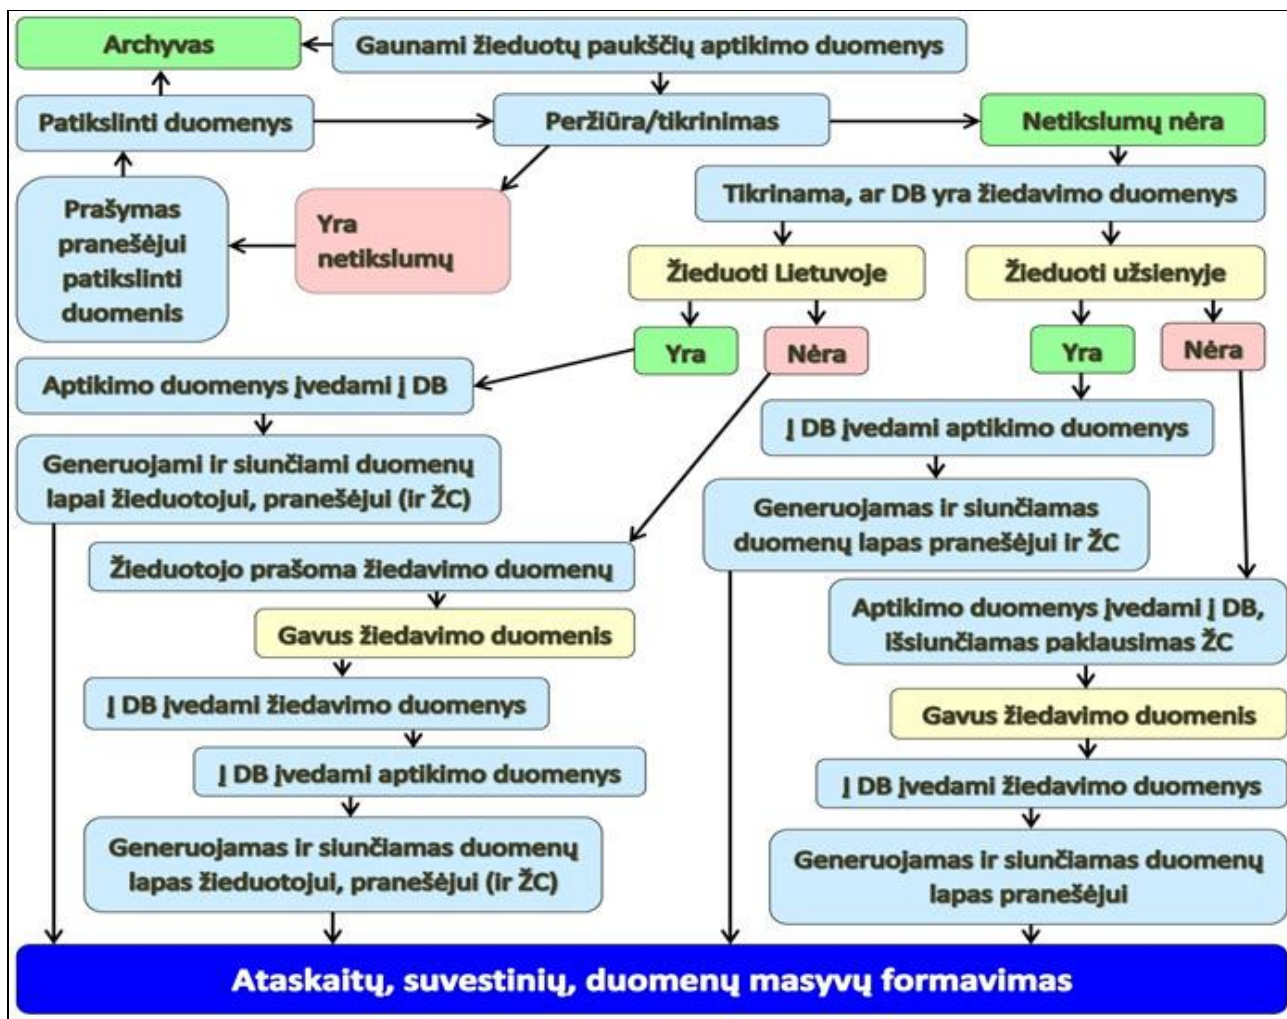 Archyvas
Gaunami žieduotų paukščių aptikimo duomenys
Patikslinti duomenys
Peržiūra/tikrinimas
Netikslumų nėra
Prašymas
pranešėjui
patikslinti
duomenis
Yra
netikslumų
Tikrinama, ar DB yra žiedavimo duomenys
Žieduoti Lietuvoje
Žieduoti užsienyje
Yra
Nėra
Yra
Nėra
Aptikimo duomenys įvedami į DB
Į DB įvedami aptikimo duomenys
Generuojami ir siunčiami duomenų
lapai žieduotojui, pranešėjui (ir ŽC)
Generuojamas ir siunčiamas
duomenų lapas pranešėjui ir ŽC
Žieduotojo prašoma žiedavimo duomenų
Aptikimo duomenys įvedami į DB,
išsiunčiamas paklausimas ŽC
Gavus žiedavimo duomenis
Į DB įvedami žiedavimo duomenys
Gavus žiedavimo duomenis
Į DB įvedami aptikimo duomenys
Į DB įvedami žiedavimo duomenys
Generuojamas ir siunčiamas duomenų
lapas žieduotojui, pranešėjui (ir ŽC)
Generuojamas ir siunčiamas duomenų
lapas pranešėjui
Ataskaitų, suvestinių, duomenų masyvų formavimas